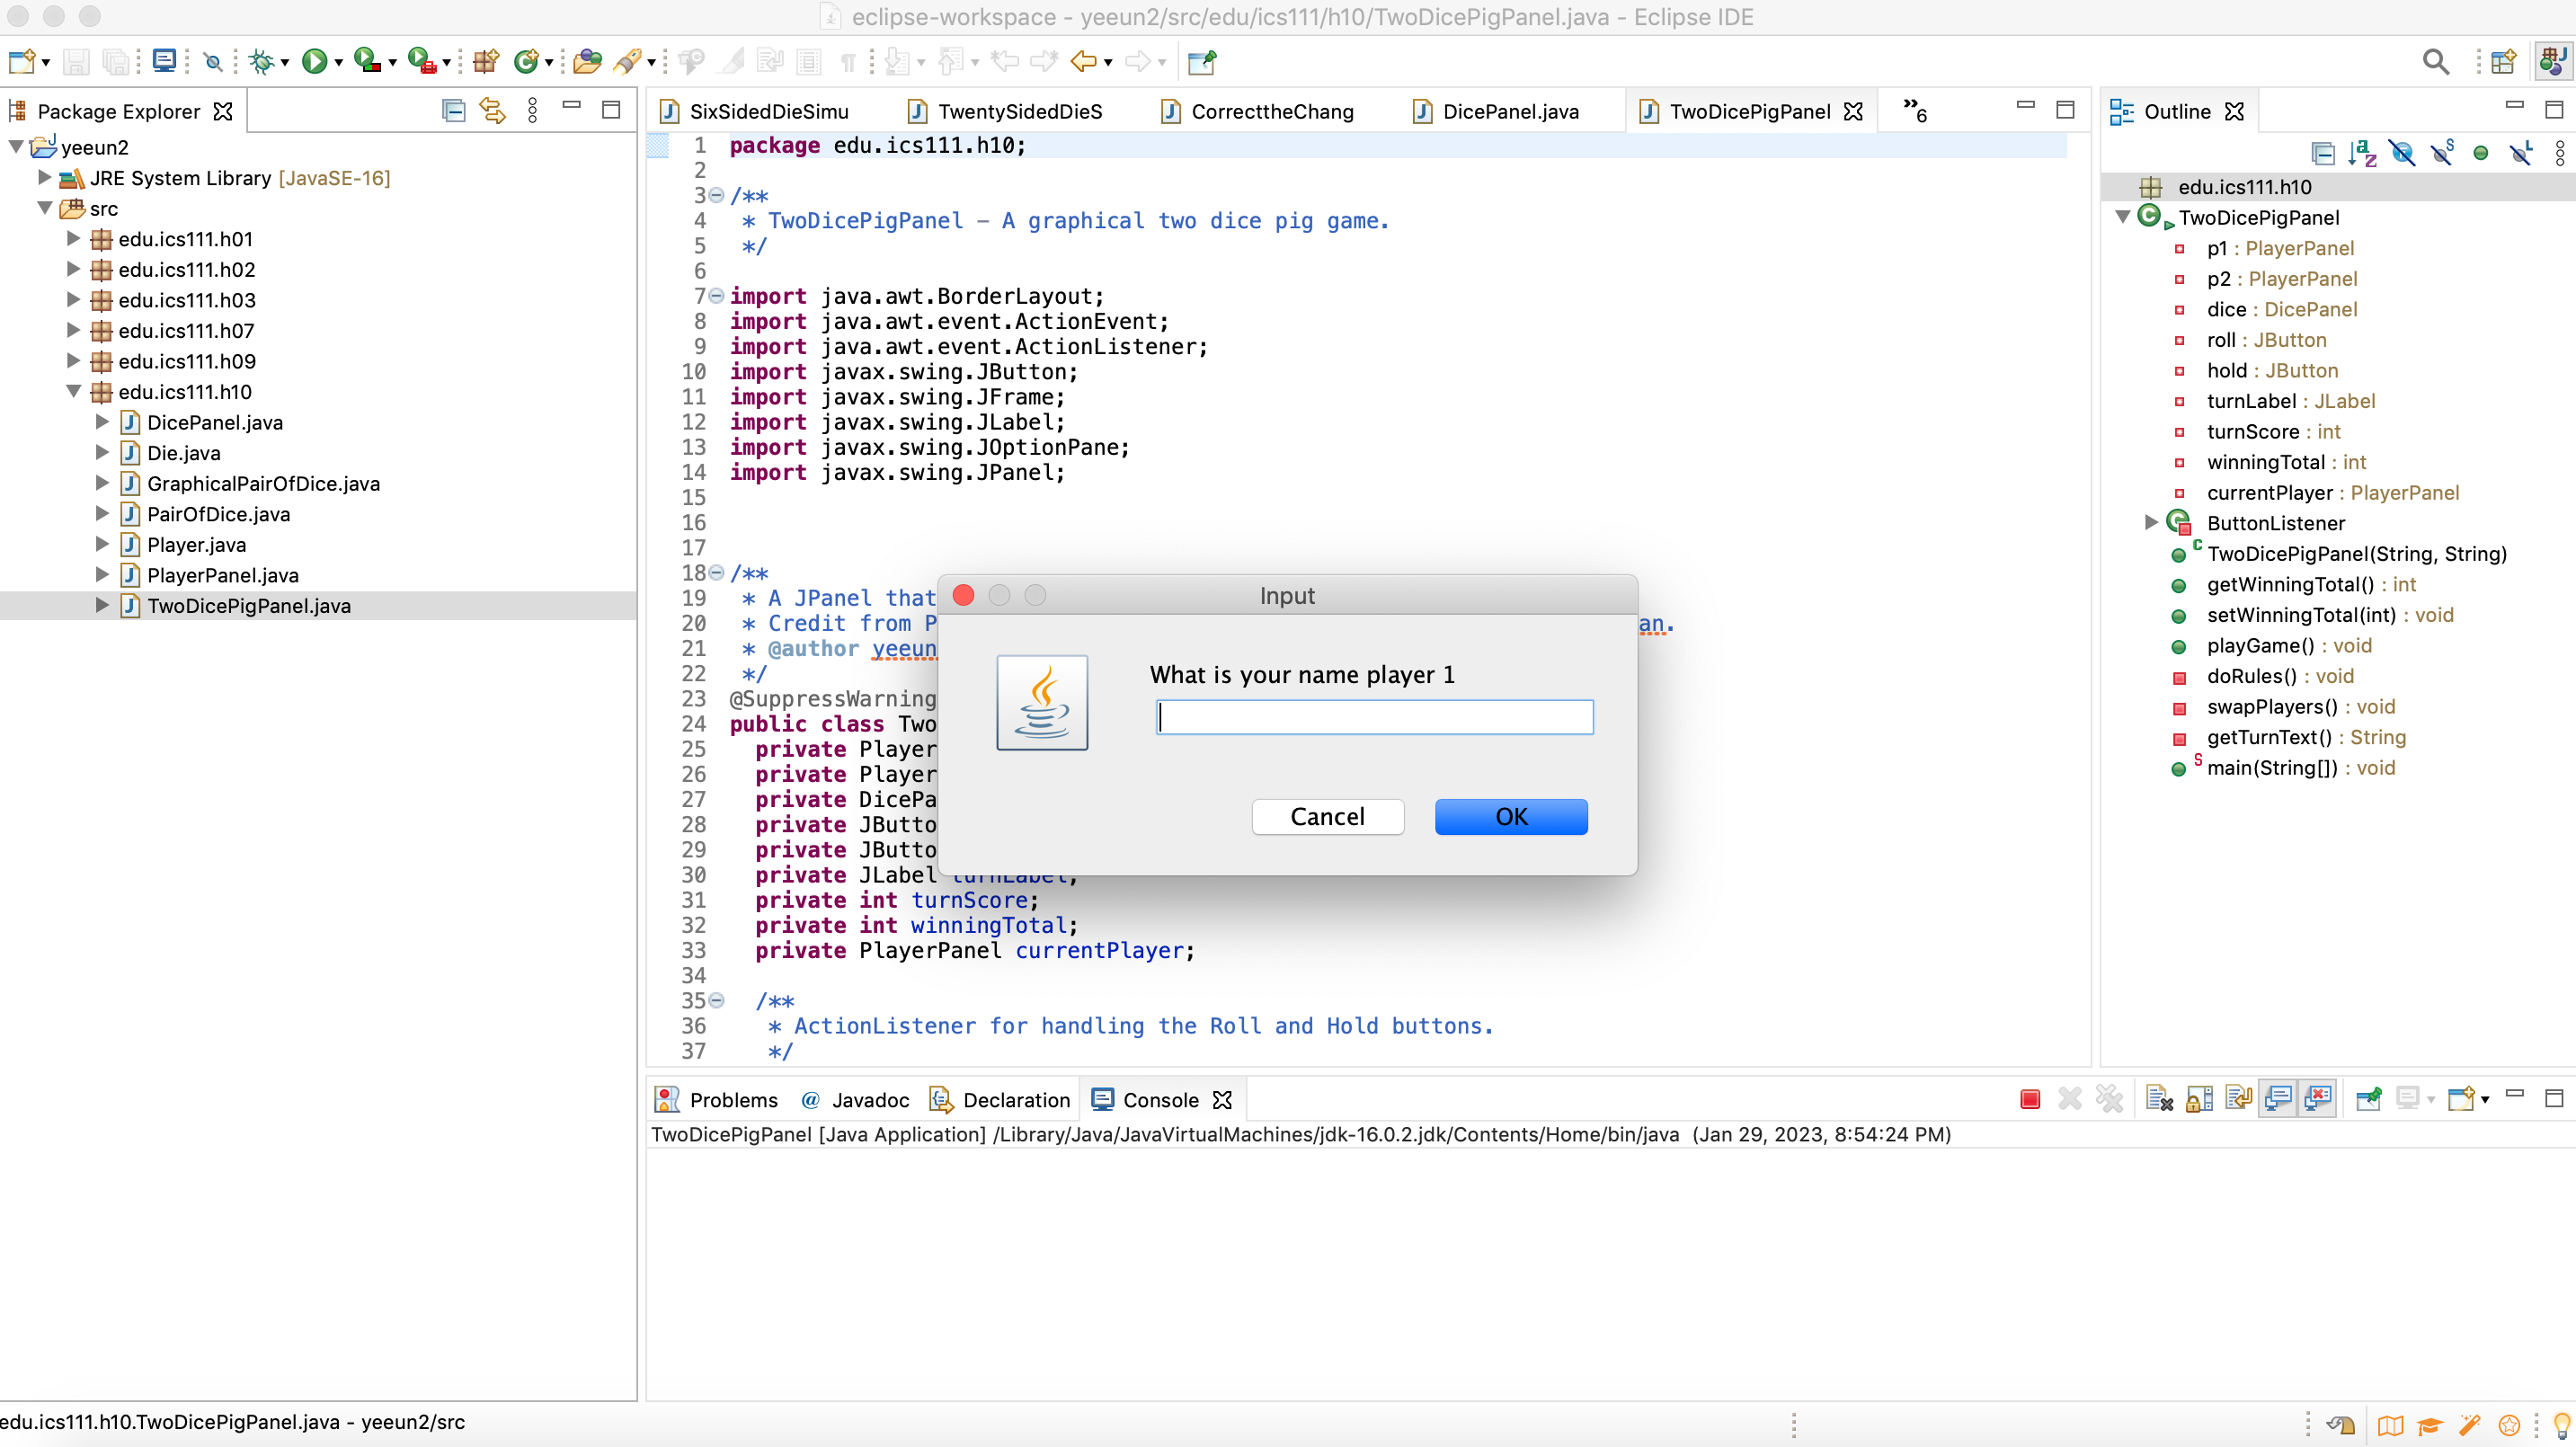 eclipse-workspace - yeeun2/src/edu/ics111/h10/TwoDicePigPanel.java - Eclipse IDE
Package Explorer
yeeun2
JRE System Library [JavaSE-16]
src
edu.ics111.h01
edu.ics111.h02
edu.ics111.h03
edu.ics111.h07
edu.ics111.h09
edu.ics111.h10
DicePanel.java
Die.java
GraphicalPairOfDice.java
PairOfDice.java
Player.java
PlayerPanel.java
TwoDicePigPanel.java
SixSidedDieSimu
TwentySidedDieS
CorrecttheChang
DicePanel.java
TwoDicePigPanel
»6
1 package edu.ics111.h10;
2
3 /**
4 * TwoDicePigPanel - A graphical two dice pig game.
5 */
6
7 import java.awt.BorderLayout;
8 import java.awt.event.ActionEvent;
9 import java.awt.event.ActionListener;
10 import javax.swing.JButton;
11 import javax.swing.JFrame;
12 import javax.swing.JLabel;
13 import javax.swing.JOptionPane;
14 import javax.swing.JPanel;
15
16
17
18 /**
19 * A JPanel that
20 * Credit from P an.
21 * @author yeeun
22 */
23 @SuppressWarning
24 public class Two
25 private Player
26 private Player
27 private DicePa
28 private JButto
29 private JButto
30 private JLabel turnLabel;
31 private int turnScore;
32 private int winningTotal;
33 private PlayerPanel currentPlayer;
34
35 /**
36 * ActionListener for handling the Roll and Hold buttons.
37 */
Input
What is your name player 1
Cancel
OK
Outline
edu.ics111.h10
TwoDicePigPanel
p1 : PlayerPanel
p2 : PlayerPanel
dice : DicePanel
roll : JButton
hold : JButton
turnLabel : JLabel
turnScore : int
winningTotal : int
currentPlayer : PlayerPanel
ButtonListener
TwoDicePigPanel(String, String)
getWinningTotal() : int
setWinningTotal(int) : void
playGame() : void
doRules() : void
swapPlayers() : void
getTurnText() : String
main(String[]) : void
Problems
@ Javadoc
Declaration
Console
TwoDicePigPanel [Java Application] /Library/Java/JavaVirtualMachines/jdk-16.0.2.jdk/Contents/Home/bin/java (Jan 29, 2023, 8:54:24 PM)
edu.ics111.h10.TwoDicePigPanel.java - yeeun2/src